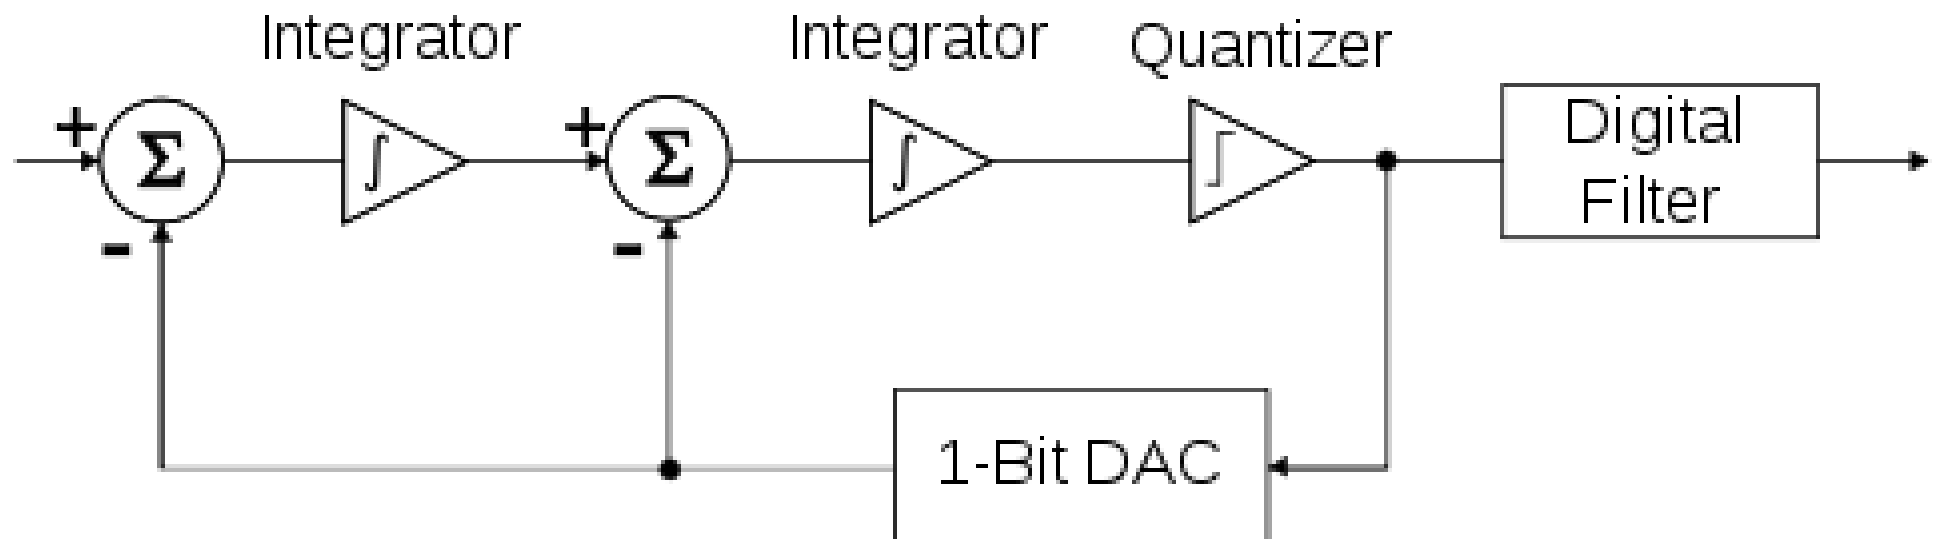 Integrator
Integrator
Quantizer
+
Σ
∫
+
Σ
∫
Digital
Filter
-
-
1-Bit DAC